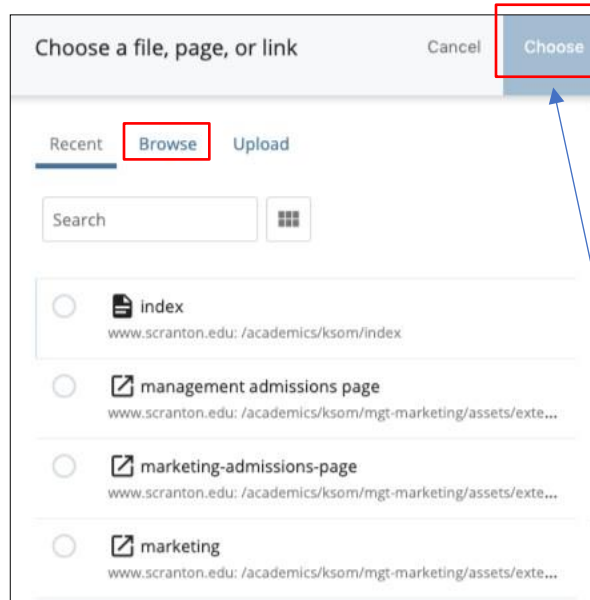 Choose a file, page, or link Cancel Choose
Recent Browse Upload
Search
index
www.scranton.edu: /academics/ksom/index
management admissions page
www.scranton.edu: /academics/ksom/mgt-marketing/assets/exte...
marketing-admissions-page
www.scranton.edu: /academics/ksom/mgt-marketing/assets/exte...
marketing
www.scranton.edu: /academics/ksom/mgt-marketing/assets/exte...